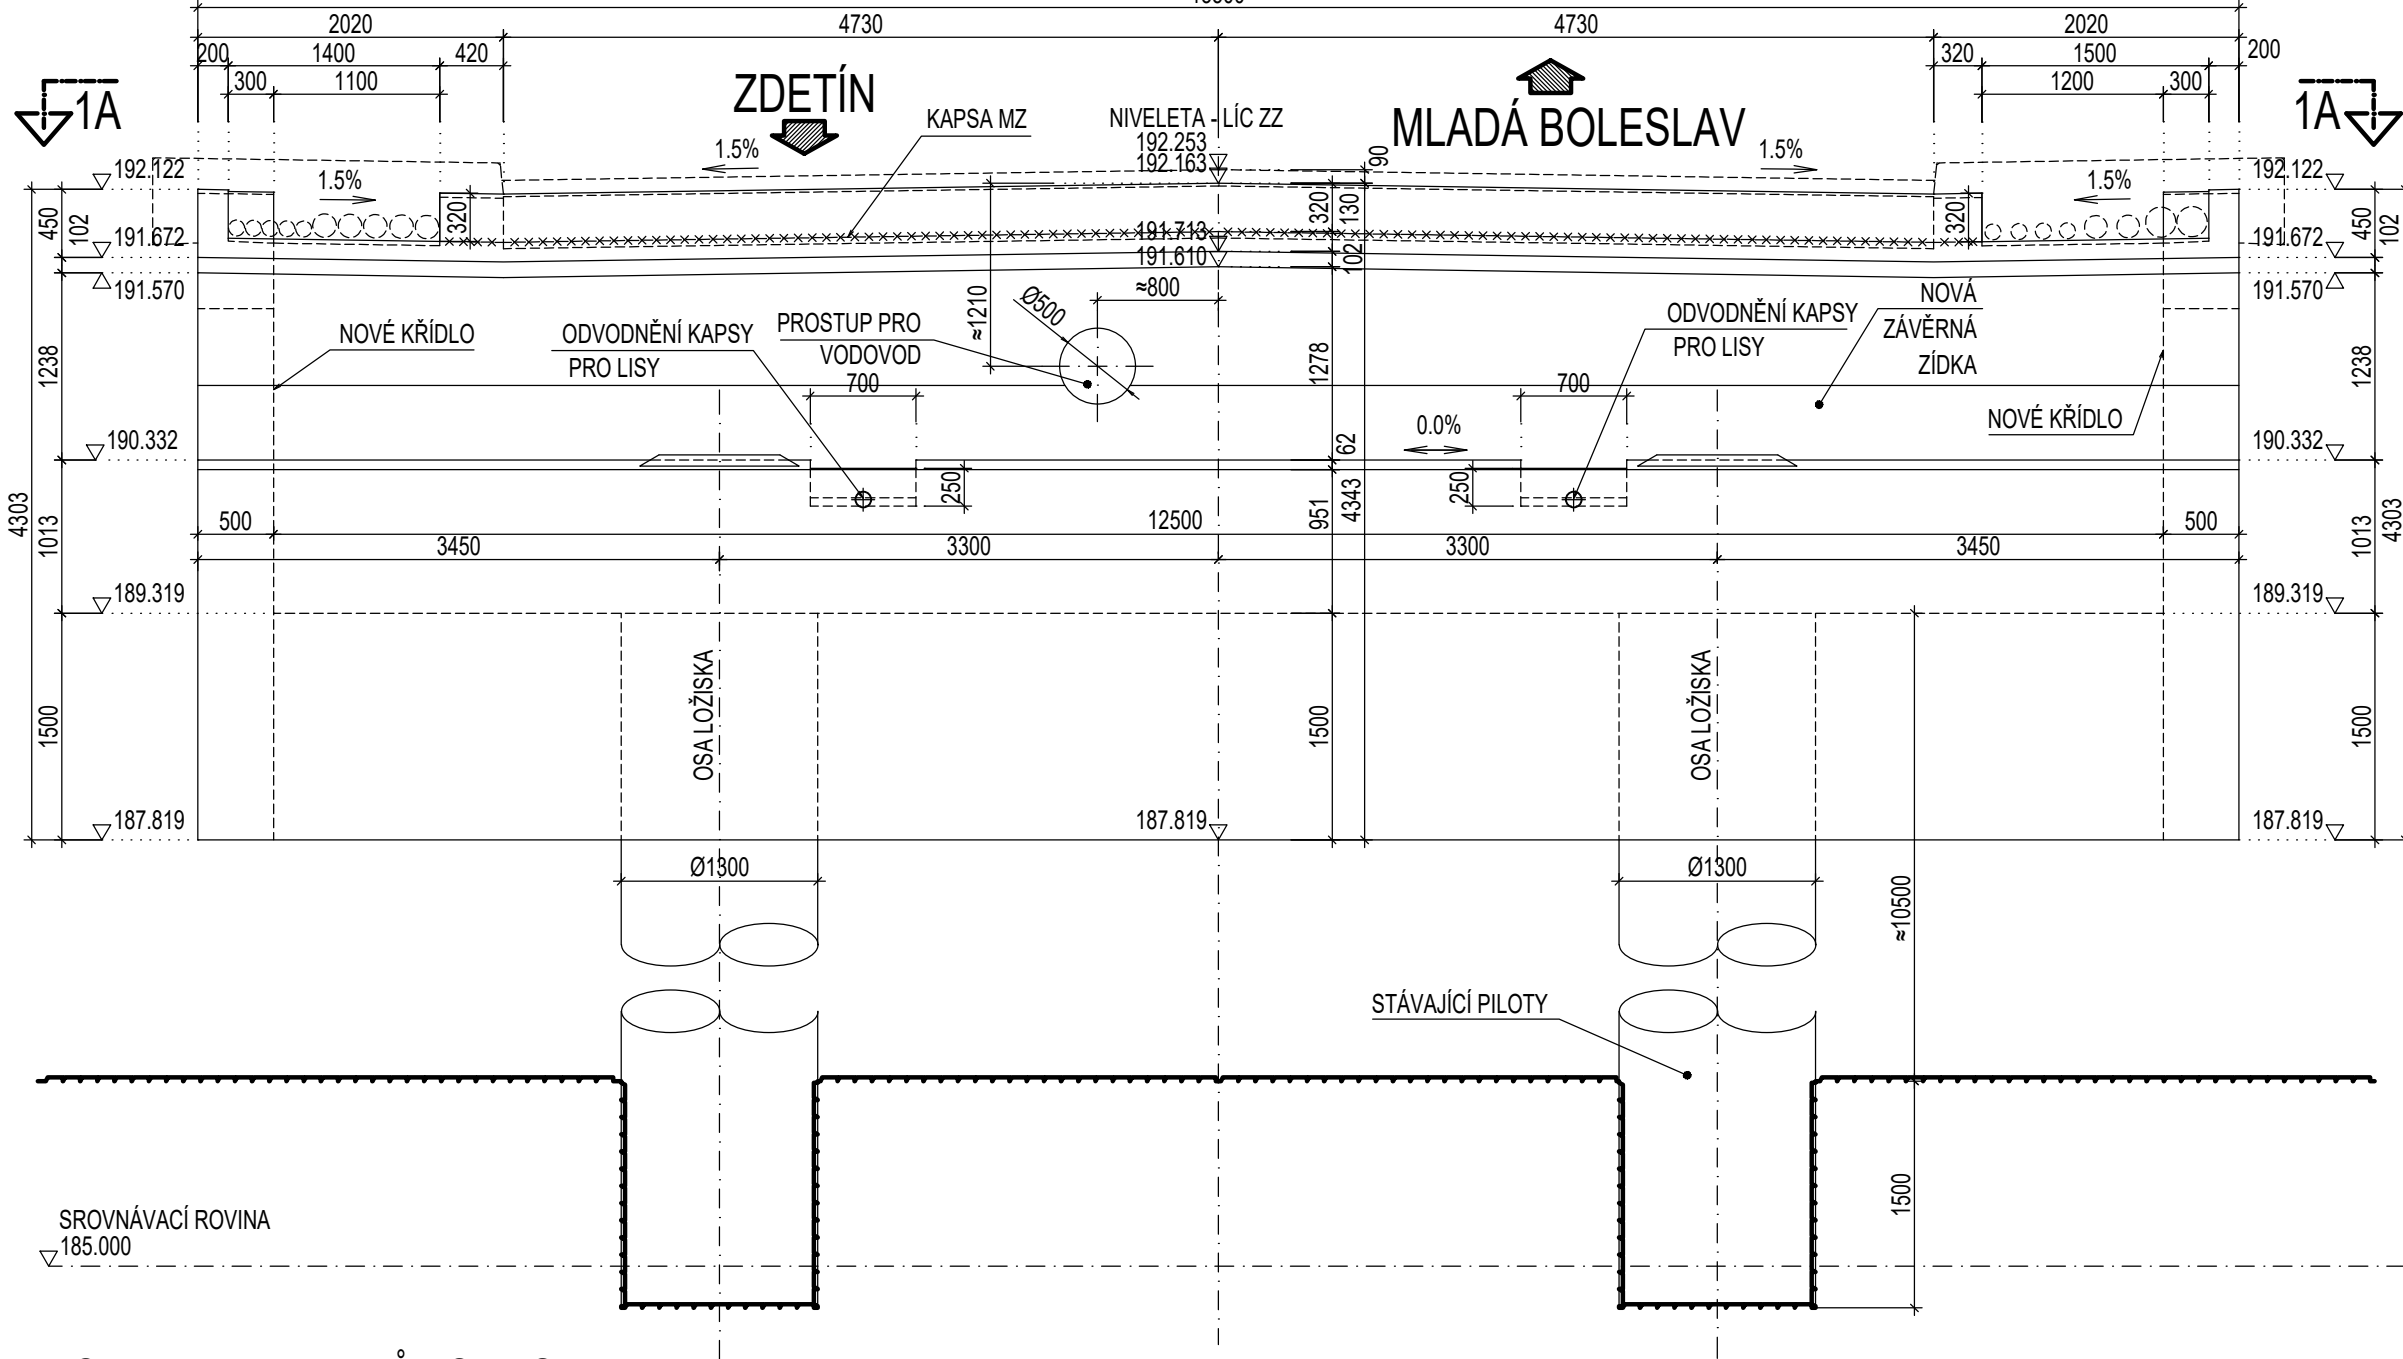 2020 4730 4730 2020
200 1400 420 320 1500 200
300 1100 1200 300
1A ZDETÍN MLADÁ BOLESLAV 1A
KAPSA MZ
NIVELETA - LÍC ZZ
192.253
192.163
90
1.5% 1.5%
192.122 192.122
1.5% 1.5%
450 102 320 320 130 320 450 102
191.672 191.713 191.672
191.610 102
191.570 191.570
≈800
≈1210
Ø500
NOVÉ KŘÍDLO
ODVODNĚNÍ KAPSY
PRO LISY
PROSTUP PRO
VODOVOD
ODVODNĚNÍ KAPSY
PRO LISY
NOVÁ
ZÁVĚRNÁ
ZÍDKA
1238 1278 1238
700 700
NOVÉ KŘÍDLO
0.0%
190.332 62 190.332
250 250
4303 1013 951 4343 1013 4303
500 12500 500
3450 3300 3300 3450
189.319 189.319
OSA LOŽISKA OSA LOŽISKA
1500 1500 1500
187.819 187.819 187.819
Ø1300 Ø1300
≈10500
STÁVAJÍCÍ PILOTY
1500
SROVNÁVACÍ ROVINA
185.000